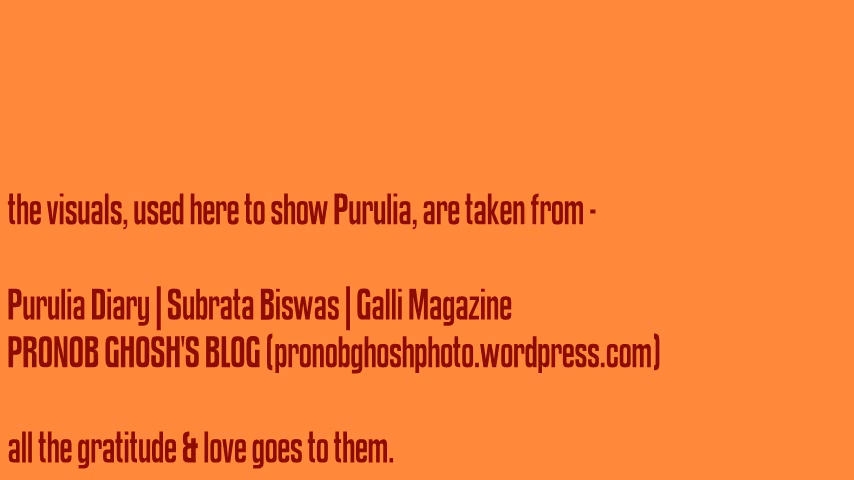 the visuals, used here to show Purulia, are taken from -
Purulia Diary | Subrata Biswas | Galli Magazine
PRONOB GHOSH'S BLOG (pronobghoshphoto.wordpress.com)
all the gratitude & love goes to them.